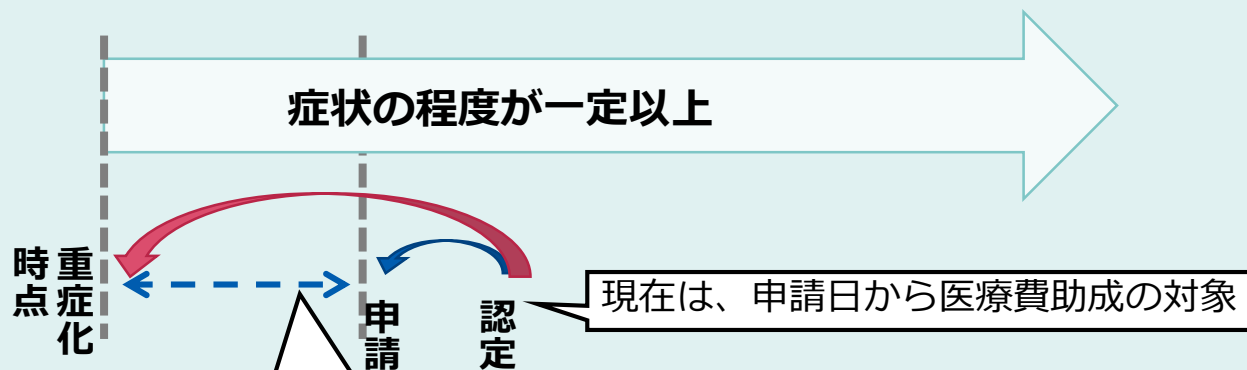 症状の程度が一定以上
重症化
時点
申請
認定
現在は、申請日から医療費助成の対象